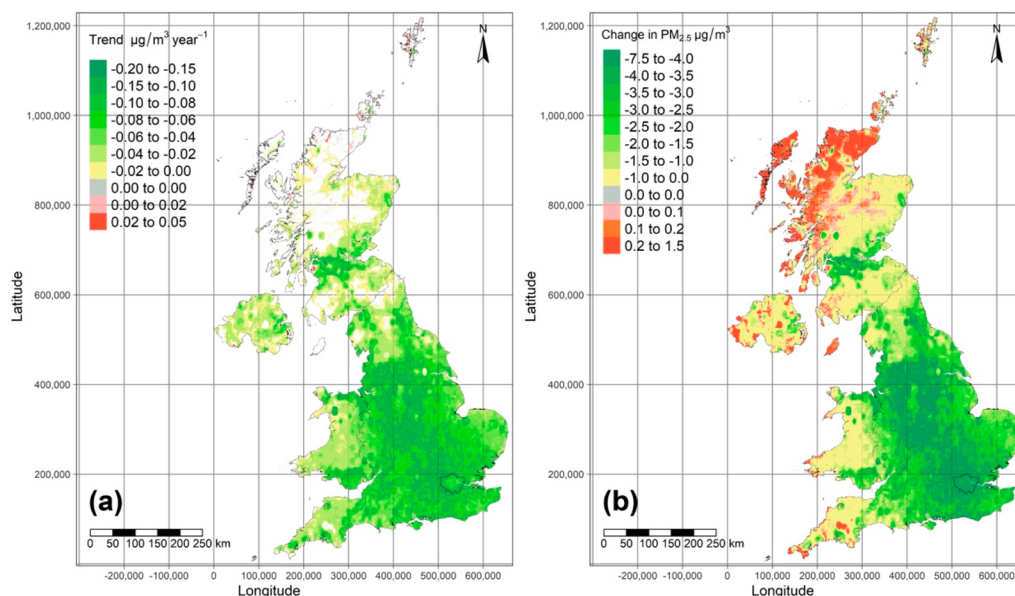 Trend µg/m³ year⁻¹
-0.20 to -0.15
-0.15 to -0.10
-0.10 to -0.08
-0.08 to -0.06
-0.06 to -0.04
-0.04 to -0.02
-0.02 to 0.00
0.00 to 0.00
0.00 to 0.02
0.02 to 0.05
N
1,200,000
1,000,000
800,000
600,000
400,000
200,000
0
Latitude
(a)
0 50 100 150 200 250 km
-200,000 -100,000 0 100,000 200,000 300,000 400,000 500,000 600,000
Longitude
Change in PM₂.₅ µg/m³
-7.5 to -4.0
-4.0 to -3.5
-3.5 to -3.0
-3.0 to -2.5
-2.5 to -2.0
-2.0 to -1.5
-1.5 to -1.0
-1.0 to 0.0
0.0 to 0.0
0.0 to 0.1
0.1 to 0.2
0.2 to 1.5
N
1,200,000
1,000,000
800,000
600,000
400,000
200,000
0
Latitude
(b)
0 50 100 150 200 250 km
-200,000 -100,000 0 100,000 200,000 300,000 400,000 500,000 600,000
Longitude